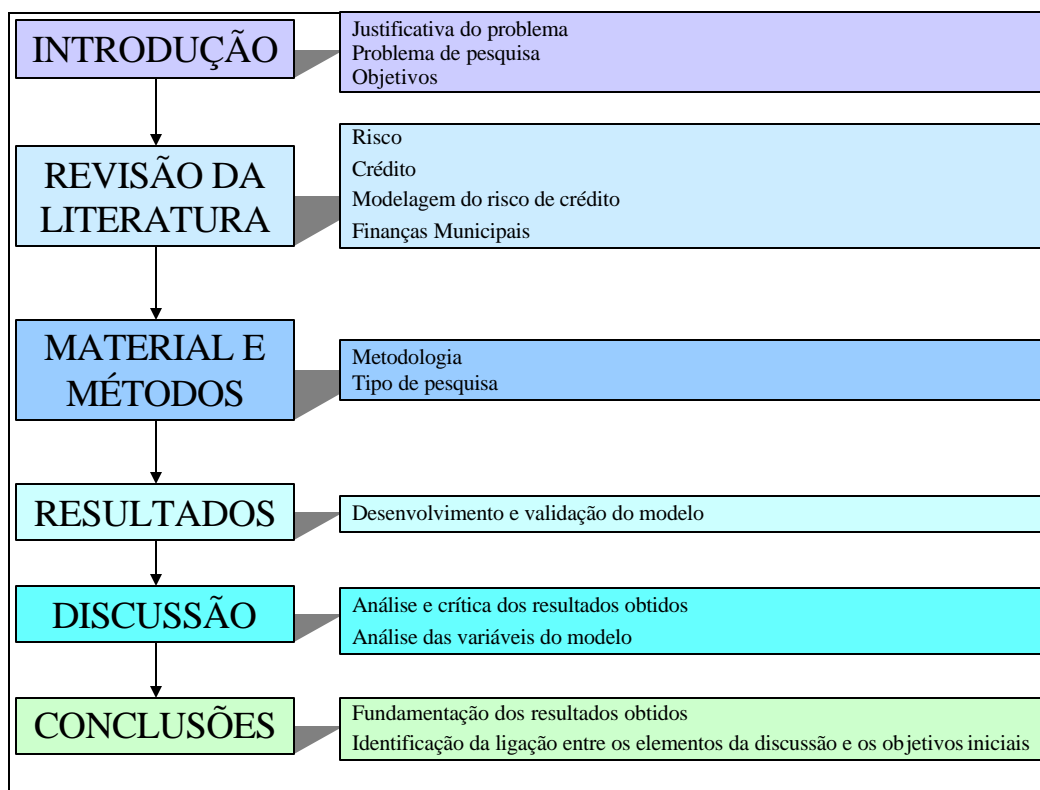 INTRODUÇÃO
Justificativa do problema
Problema de pesquisa
Objetivos
REVISÃO DA
LITERATURA
Risco
Crédito
Modelagem do risco de crédito
Finanças Municipais
MATERIAL E
MÉTODOS
Metodologia
Tipo de pesquisa
RESULTADOS
Desenvolvimento e validação do modelo
DISCUSSÃO
Análise e crítica dos resultados obtidos
Análise das variáveis do modelo
CONCLUSÕES
Fundamentação dos resultados obtidos
Identificação da ligação entre os elementos da discussão e os objetivos iniciais